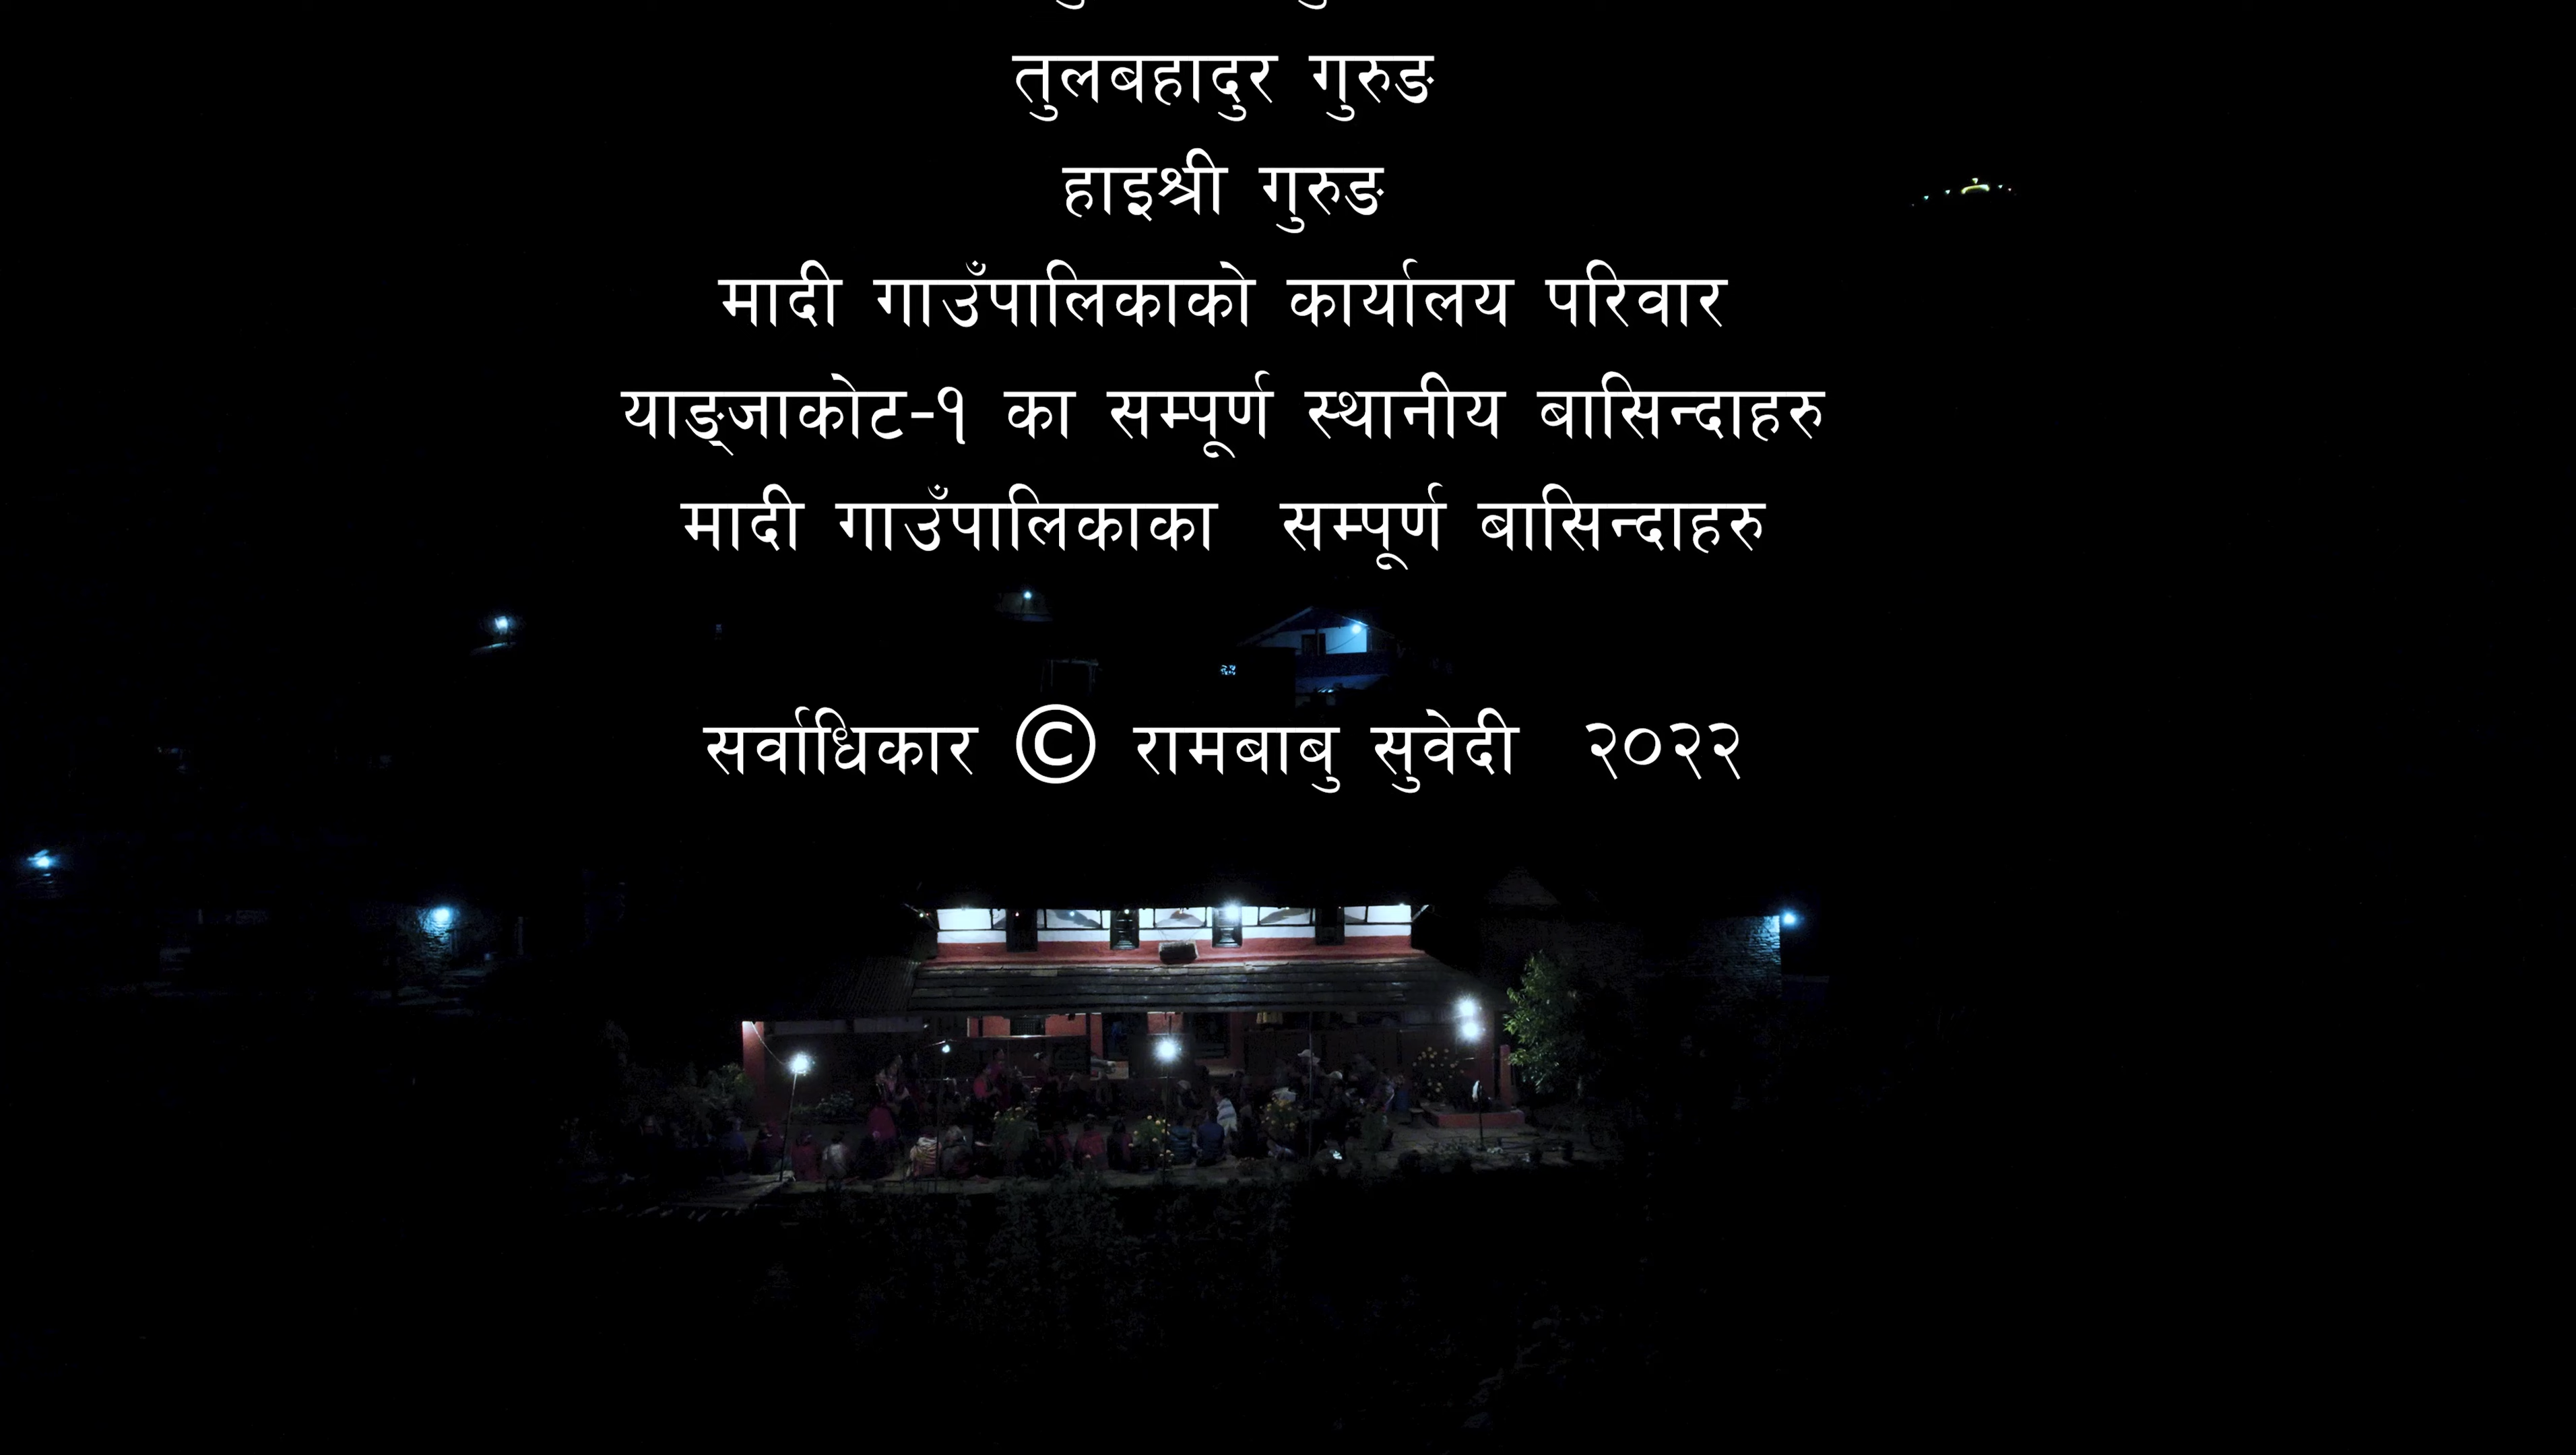 तुलबहादुर गुरुङ
हाइश्री गुरुङ
मादी गाउँपालिकाको कार्यालय परिवार
याङ्जाकोट-१ का सम्पूर्ण स्थानीय बासिन्दाहरु
मादी गाउँपालिकाका सम्पूर्ण बासिन्दाहरु
सर्वाधिकार © रामबाबु सुवेदी २०२२